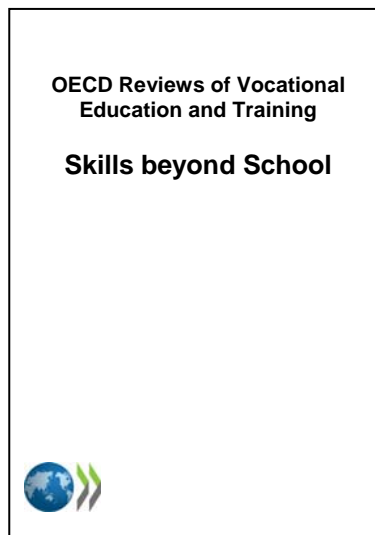 OECD Reviews of Vocational
Education and Training
Skills beyond School